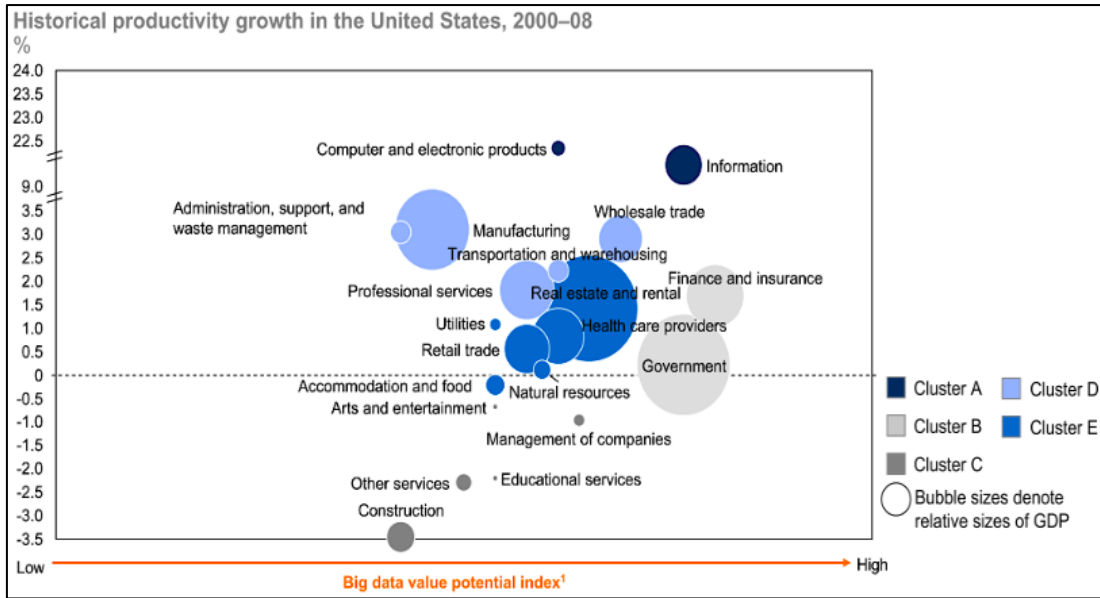 Historical productivity growth in the United States, 2000–08
%
24.0
23.5
23.0
22.5
9.0
3.5
3.0
2.5
2.0
1.5
1.0
0.5
0
-0.5
-1.0
-1.5
-2.0
-2.5
-3.0
-3.5
Computer and electronic products
Information
Administration, support, and
waste management
Wholesale trade
Manufacturing
Transportation and warehousing
Finance and insurance
Professional services
Real estate and rental
Utilities
Health care providers
Retail trade
Government
Accommodation and food
Natural resources
Arts and entertainment
Management of companies
Other services
Educational services
Construction
Cluster A
Cluster D
Cluster B
Cluster E
Cluster C
Bubble sizes denote
relative sizes of GDP
Low
High
Big data value potential index¹